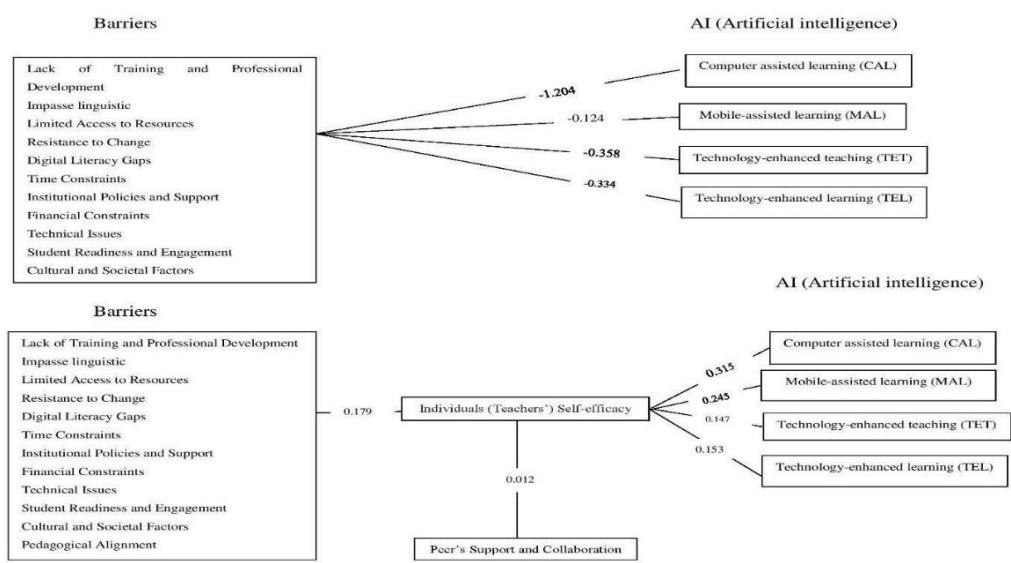 Barriers
AI (Artificial intelligence)
Lack of Training and Professional
Development
Impasse linguistic
Limited Access to Resources
Resistance to Change
Digital Literacy Gaps
Time Constraints
Institutional Policies and Support
Financial Constraints
Technical Issues
Student Readiness and Engagement
Cultural and Societal Factors
-1.204
-0.124
-0.358
-0.334
Computer assisted learning (CAL)
Mobile-assisted learning (MAL)
Technology-enhanced teaching (TET)
Technology-enhanced learning (TEL)
AI (Artificial intelligence)
Barriers
Lack of Training and Professional Development
Impasse linguistic
Limited Access to Resources
Resistance to Change
Digital Literacy Gaps
Time Constraints
Institutional Policies and Support
Financial Constraints
Technical Issues
Student Readiness and Engagement
Cultural and Societal Factors
Pedagogical Alignment
0.179
Individuals (Teachers') Self-efficacy
0.012
Peer's Support and Collaboration
0.315
0.245
0.147
0.153
Computer assisted learning (CAL)
Mobile-assisted learning (MAL)
Technology-enhanced teaching (TET)
Technology-enhanced learning (TEL)